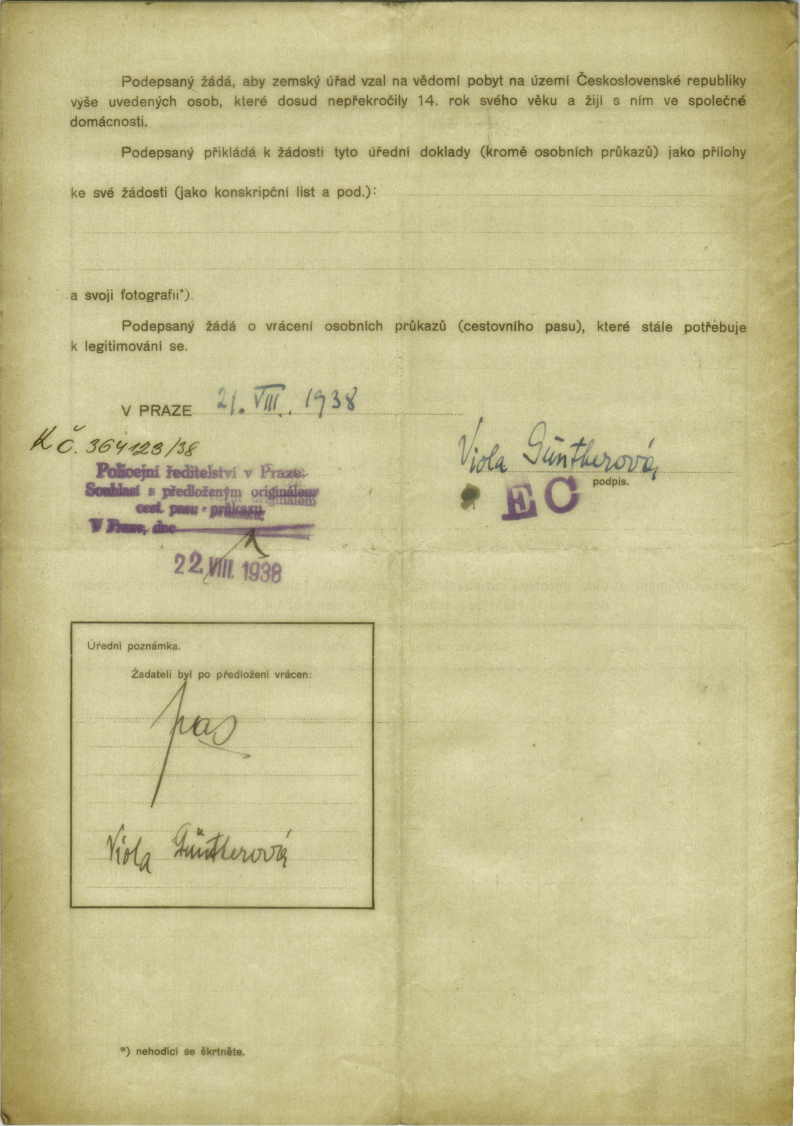 Podepsaný žádá, aby zemský úřad vzal na vědomí pobyt na území Československé republiky
výše uvedených osob, které dosud nepřekročily 14. rok svého věku a žijí s ním ve společné
domácnosti.
Podepsaný přikládá k žádosti tyto úřední doklady (kromě osobních průkazů) jako přílohy
ke své žádosti (jako konskripční list a pod.):
a svoji fotografii*).
Podepsaný žádá o vrácení osobních průkazů (cestovního pasu), které stále potřebuje
k legitimování se.
V PRAZE 21. VIII. 1938
K č. 364123/38
Viola Güntherová
podpis.
Policejní ředitelství v Praze.
Souhlasí s předloženým originálem
cest. pasu - průkazu
V Praze, dne
EC
22. VIII. 1938
Úřední poznámka.
Žadateli byl po předložení vrácen:
pas
Viola Güntherová
*) nehodící se škrtněte.